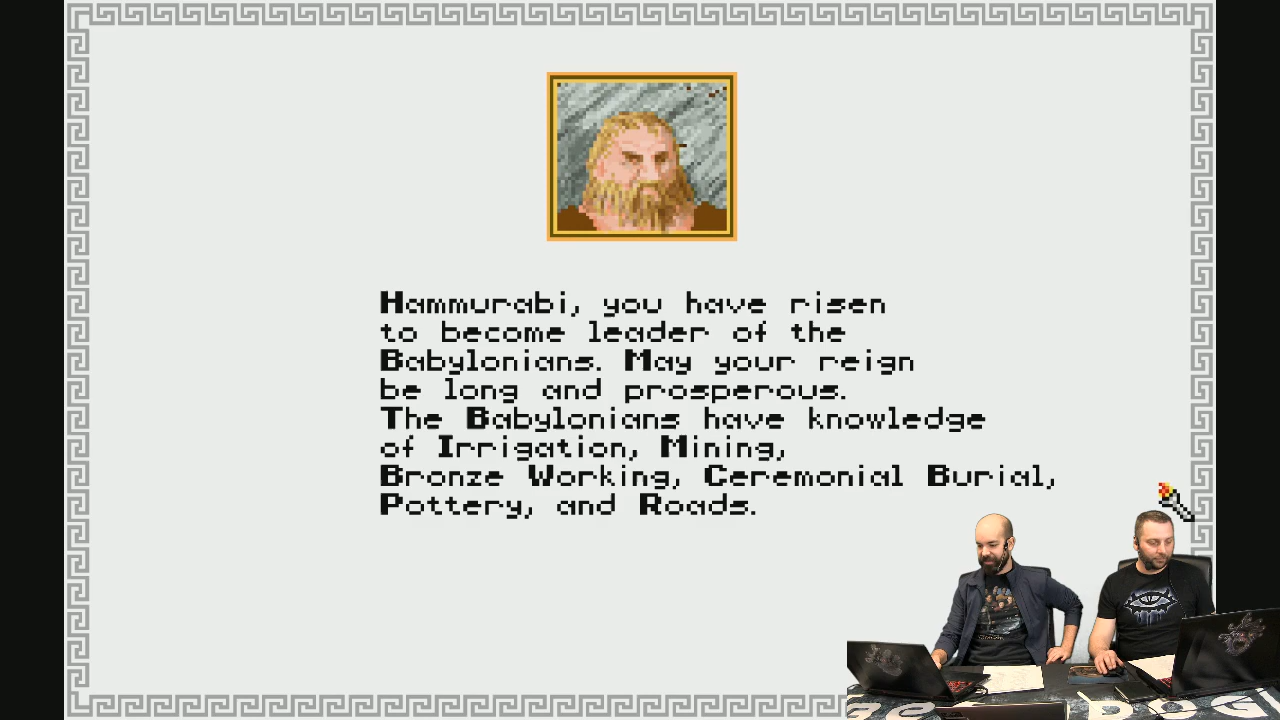 Hammurabi, you have risen
to become leader of the
Babylonians. May your reign
be long and prosperous.
The Babylonians have knowledge
of Irrigation, Mining,
Bronze Working, Ceremonial Burial,
Pottery, and Roads.